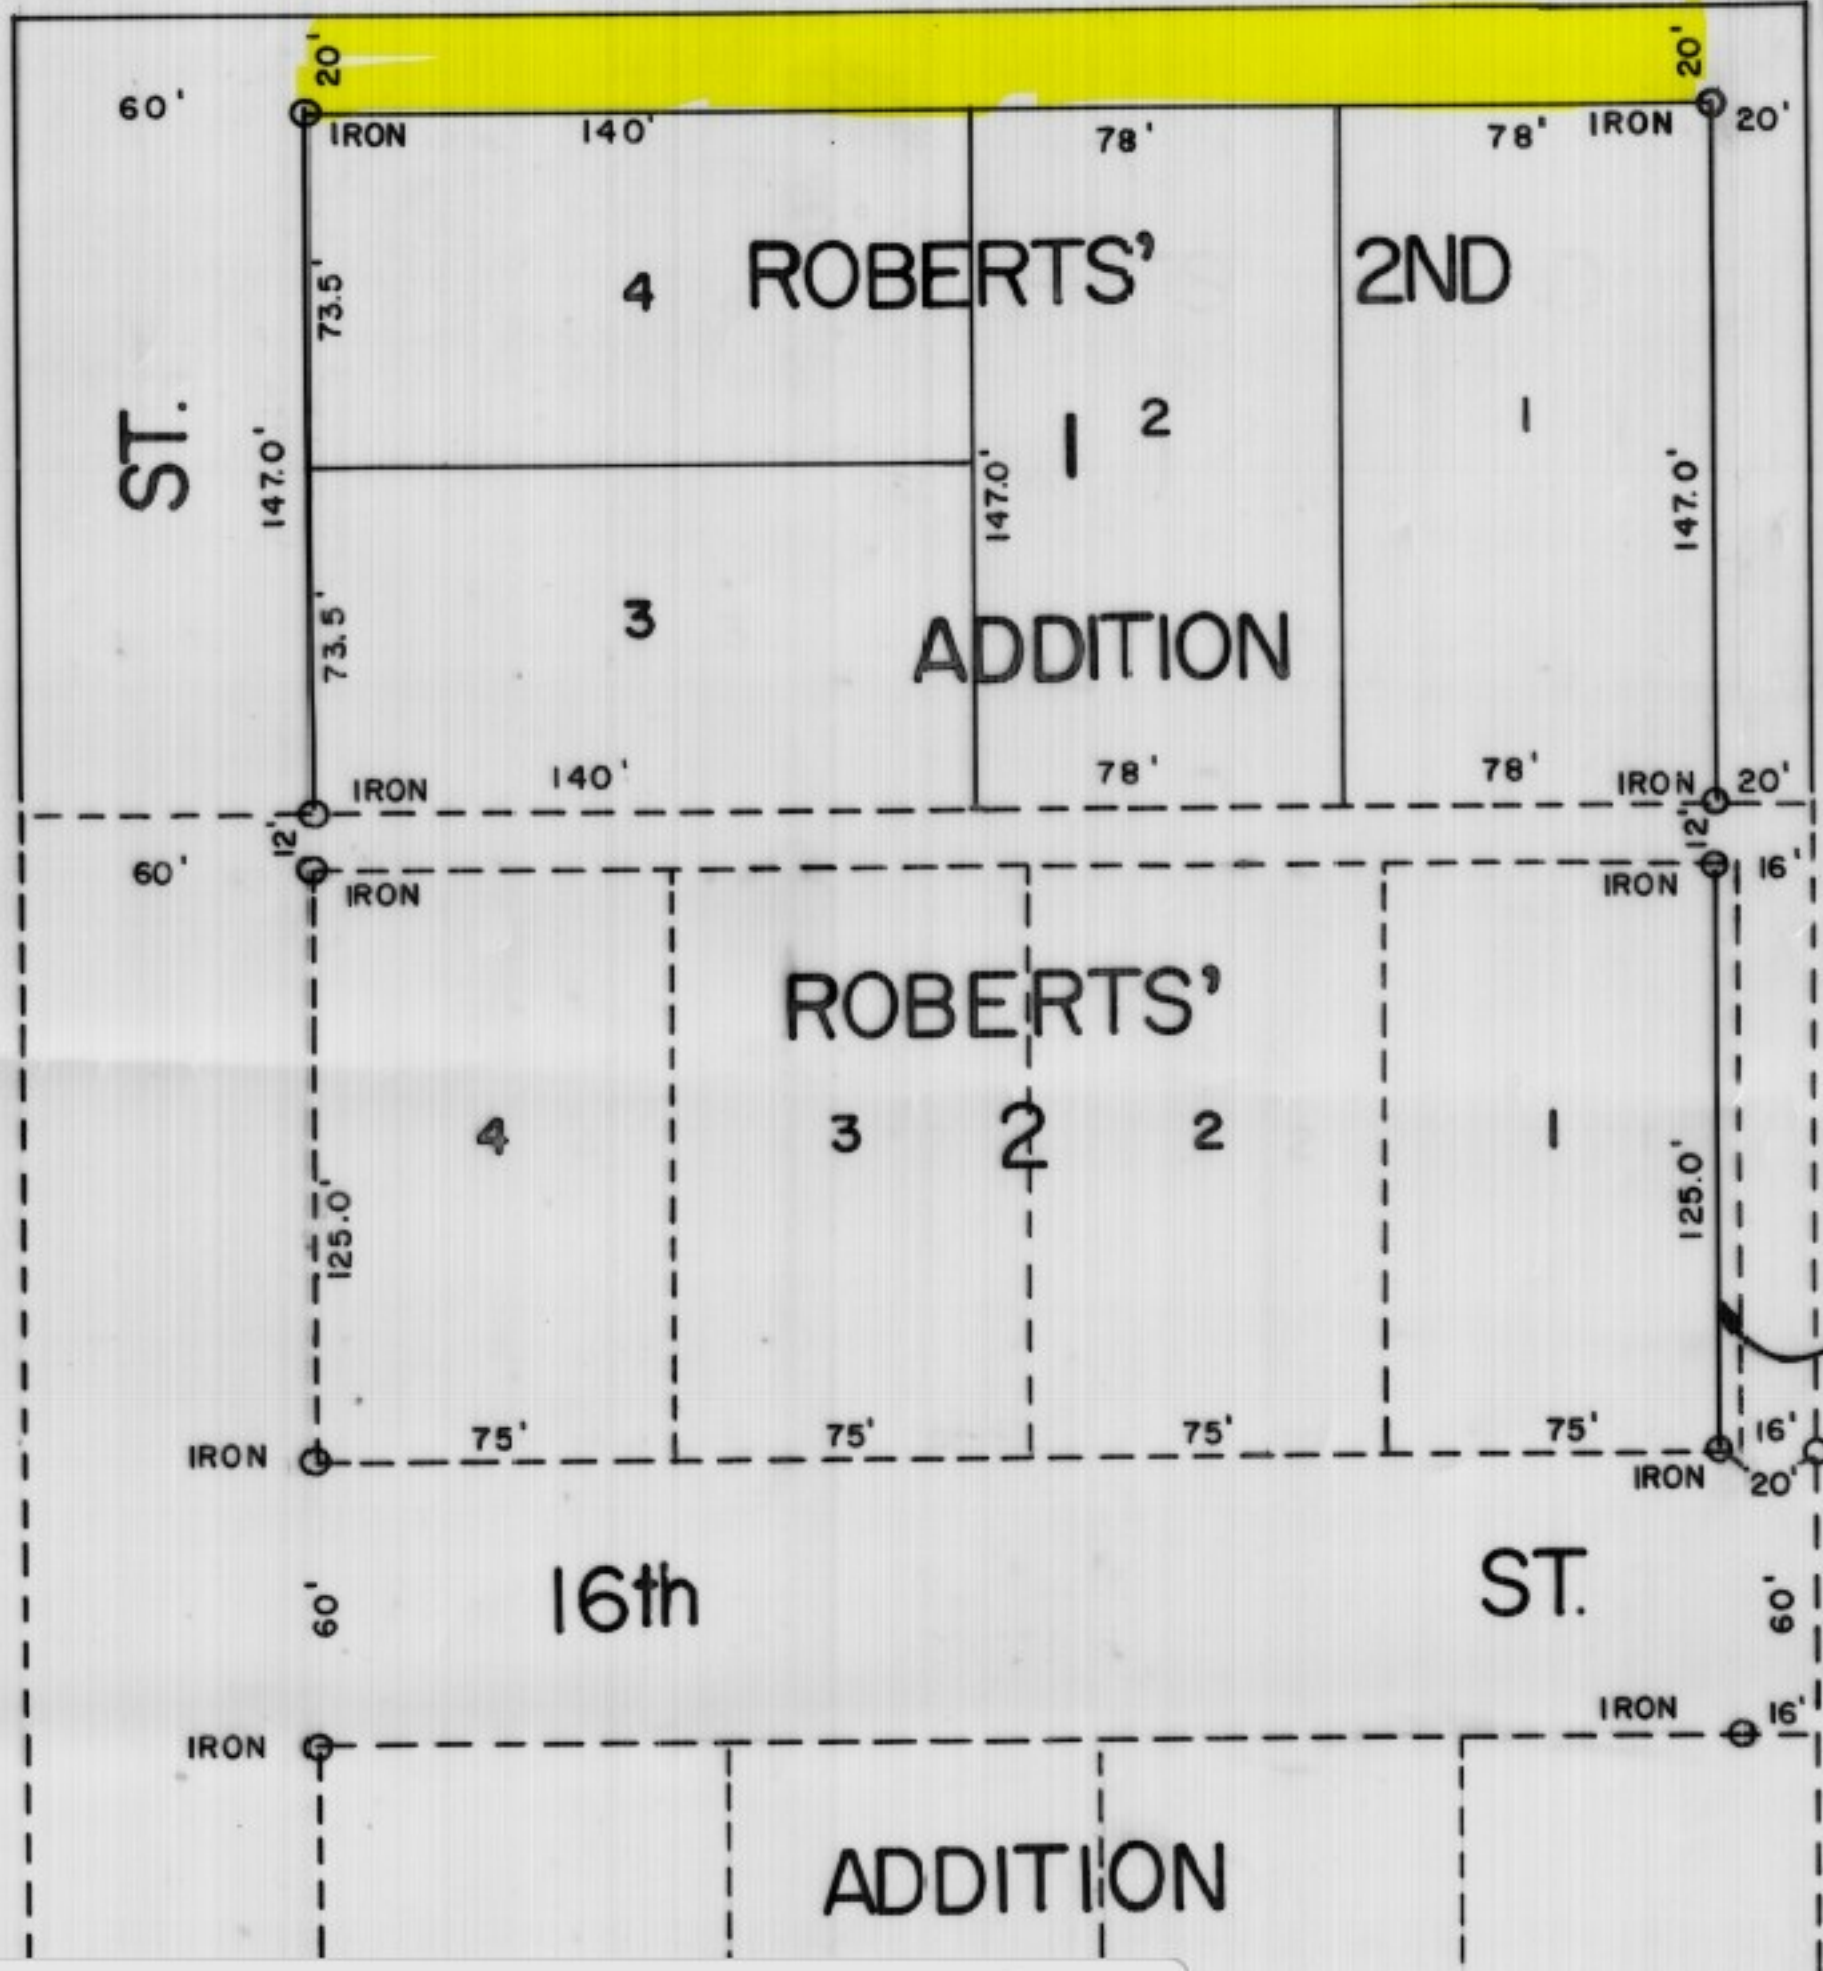 20' 20'
60' 20'
IRON 140' 78' 78' IRON
ROBERTS' 2ND
73.5' 4
ST. 1 2 1
147.0' 147.0' 147.0'
73.5' 3 ADDITION
IRON 140' 78' 78' IRON 20'
12' 12'
60' 16'
IRON IRON
ROBERTS'
4 3 2 2 1
125.0' 125.0'
IRON 75' 75' 75' 75' 16'
IRON 20'
16th ST.
60' 60'
IRON 16'
IRON
ADDITION